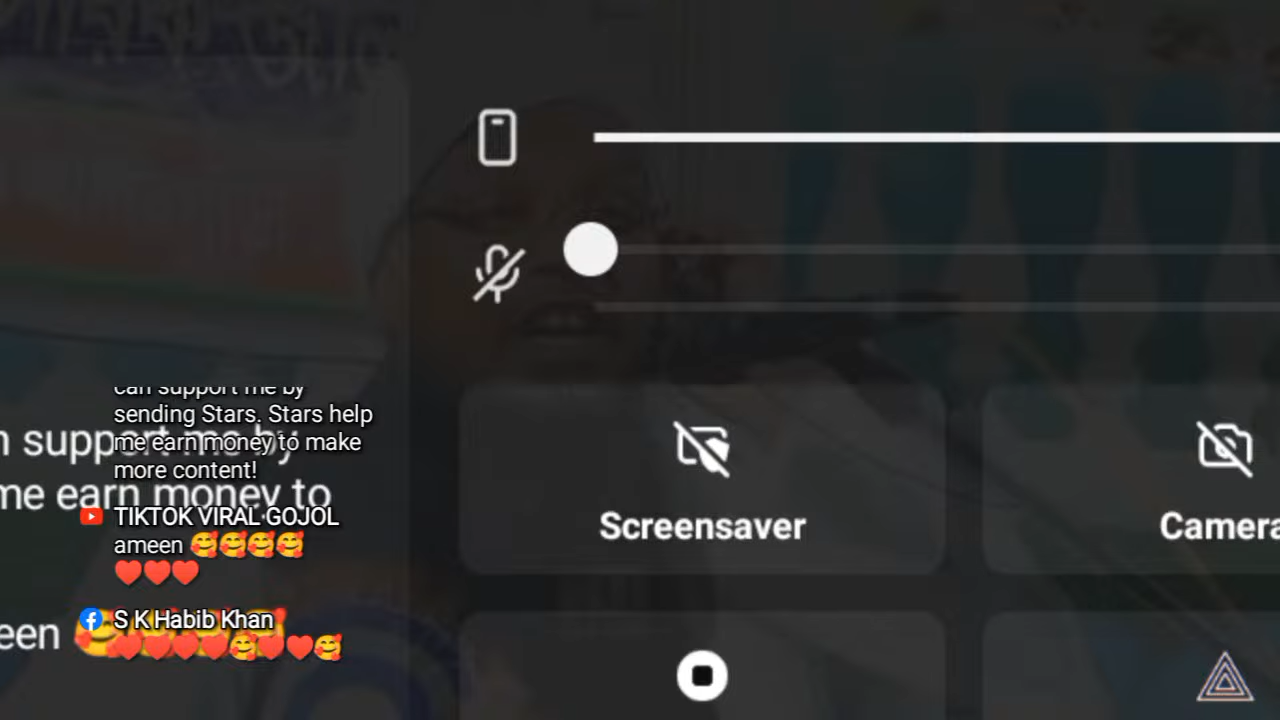 can support me by
sending Stars. Stars help
me earn money to make
more content!
TIKTOK VIRAL GOJOL
ameen 🥰🥰🥰🥰
❤️❤️❤️
S K Habib Khan
❤️❤️❤️❤️🥰❤️❤️🥰
support me by
me earn money to
een 🥰
Screensaver
Camera